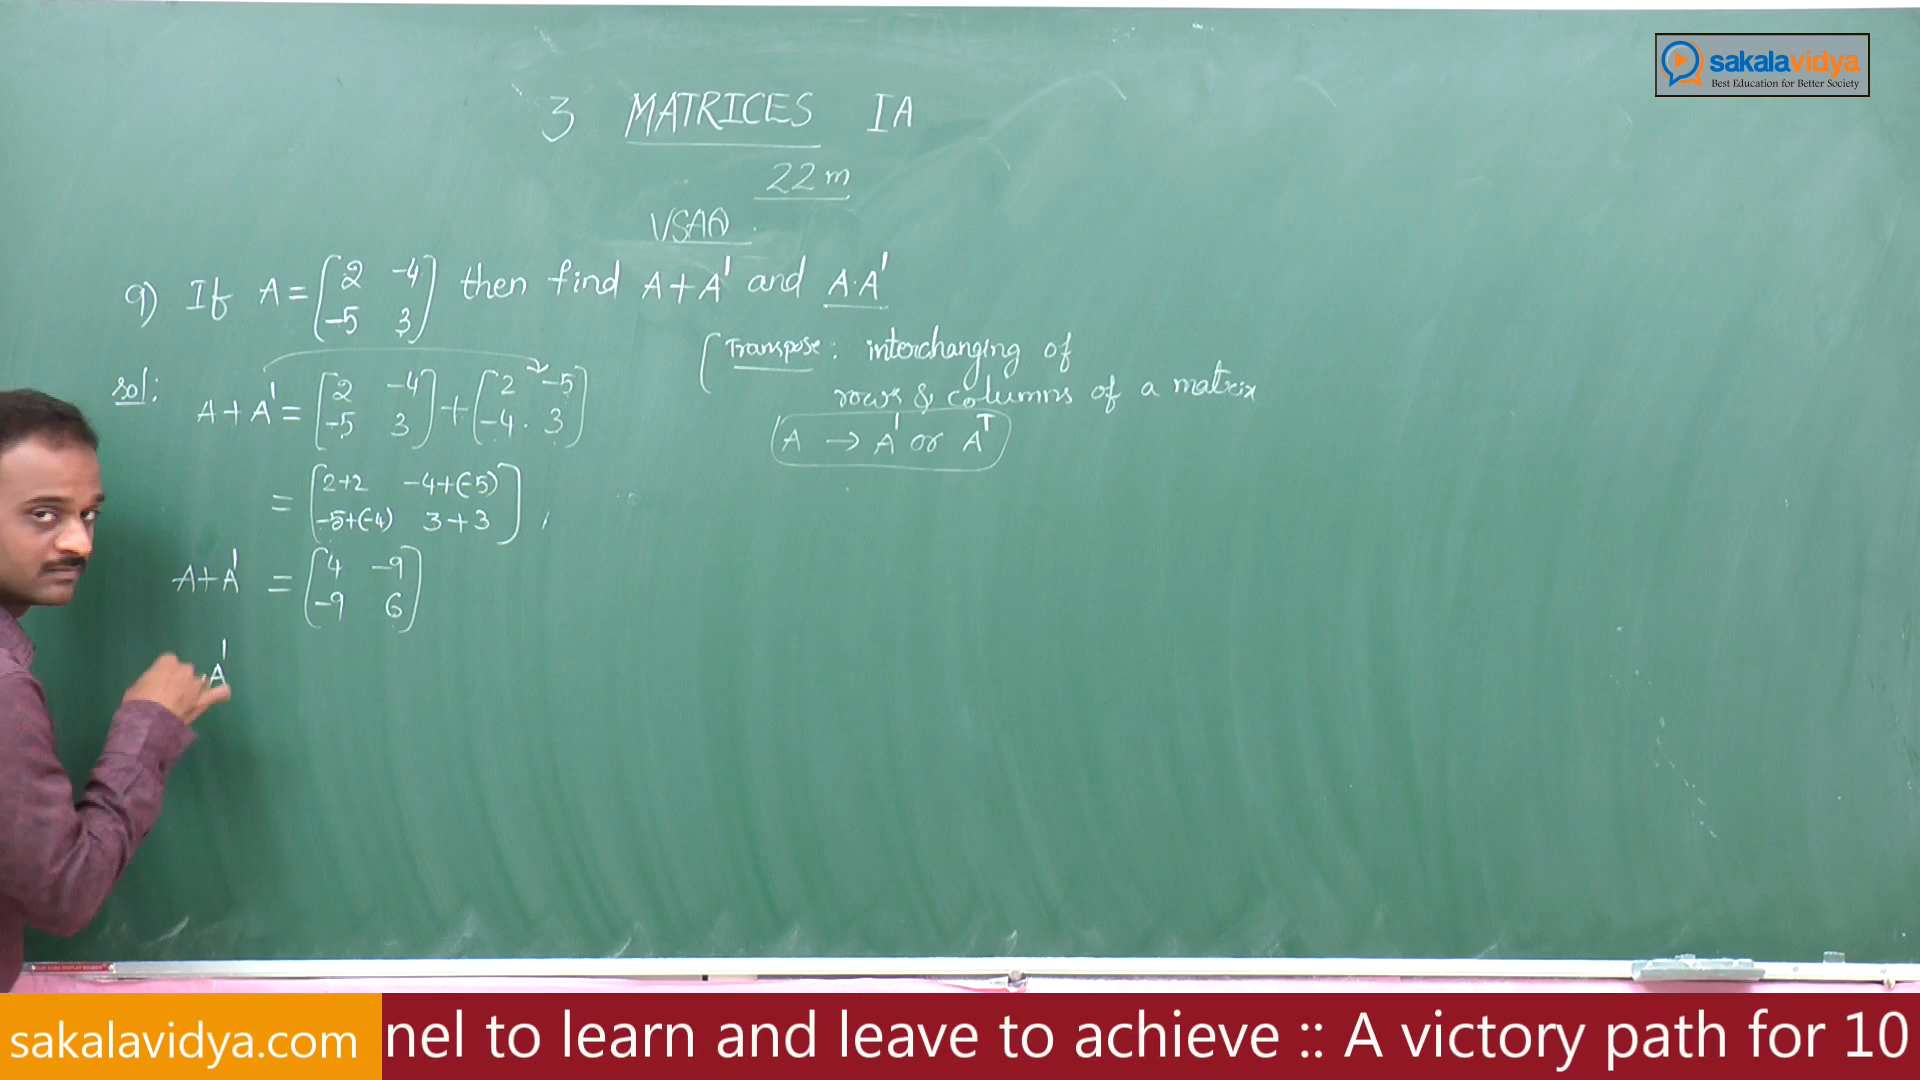 sakalavidya
Best Education for Better Society
3 MATRICES IA
22m
VSAQ
9) If A = [2 -4
-5 3] then find A+A' and A.A'
[Transpose: interchanging of
rows & columns of a matrix
A → A' or Aᵀ
sol: A+A' = [2 -4
-5 3] + [2 -5
-4 3]
= [2+2 -4+(-5)
-5+(-4) 3+3]
A+A' = [4 -9
-9 6]
.A'
sakalavidya.com
nel to learn and leave to achieve :: A victory path for 10